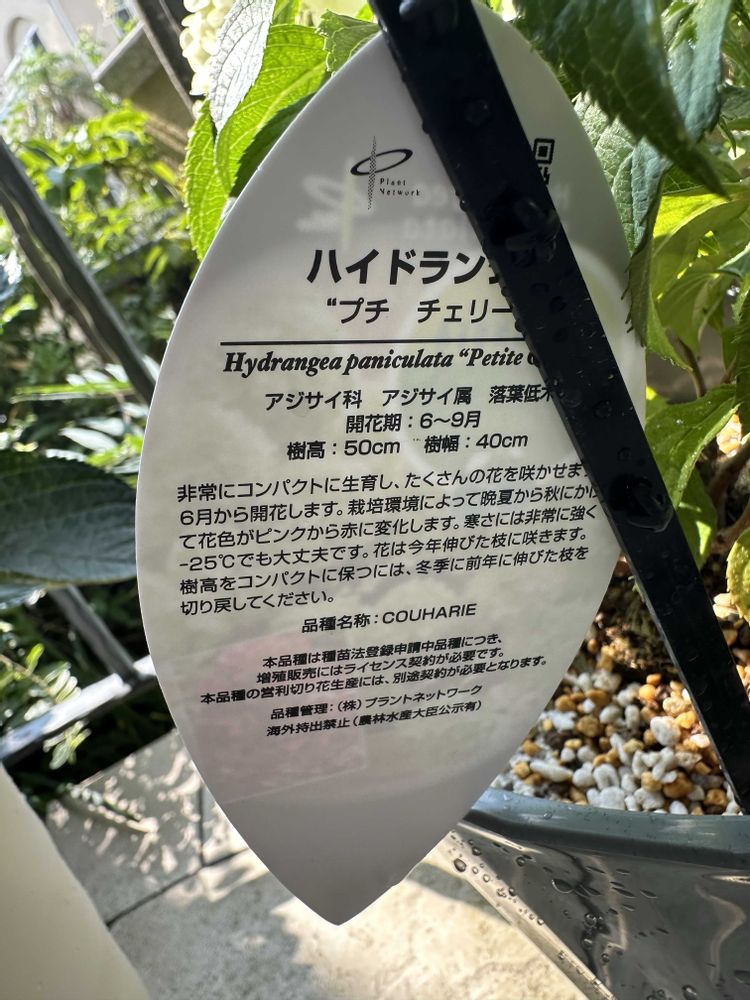 Plant
Network
ハイドラン
“プチ チェリー
Hydrangea paniculata “Petite
アジサイ科 アジサイ属 落葉低木
開花期：6～9月
樹高：50cm 樹幅：40cm
非常にコンパクトに生育し、たくさんの花を咲かせます
6月から開花します。栽培環境によって晩夏から秋にかけ
て花色がピンクから赤に変化します。寒さには非常に強く
-25℃でも大丈夫です。花は今年伸びた枝に咲きます。
樹高をコンパクトに保つには、冬季に前年に伸びた枝を
切り戻してください。
品種名称：COUHARIE
本品種は種苗法登録申請中品種につき、
増殖販売にはライセンス契約が必要です。
本品種の営利切り花生産には、別途契約が必要となります。
品種管理：（株）プラントネットワーク
海外持出禁止（農林水産大臣公示有）